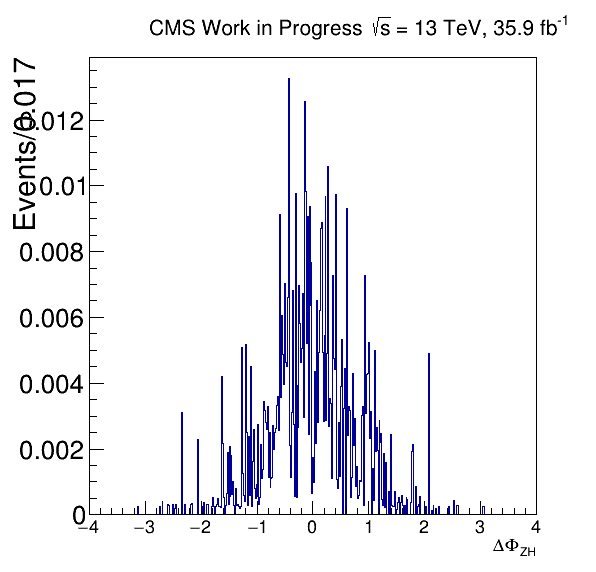 CMS Work in Progress √s = 13 TeV, 35.9 fb⁻¹
Events/0.017
0.012
0.01
0.008
0.006
0.004
0.002
0
−4 −3 −2 −1 0 1 2 3 4
ΔΦ_ZH